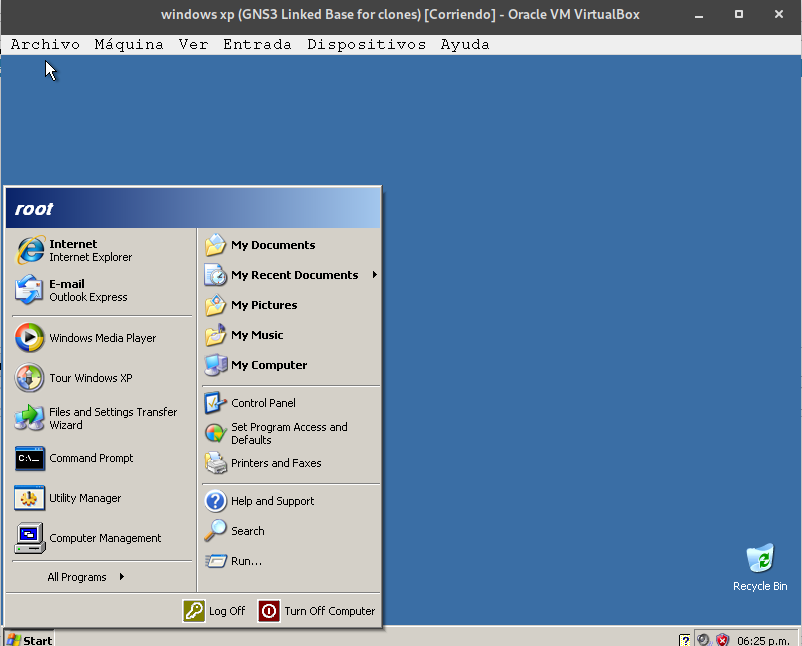 windows xp (GNS3 Linked Base for clones) [Corriendo] - Oracle VM VirtualBox
Archivo Máquina Ver Entrada Dispositivos Ayuda
root
Internet
Internet Explorer
E-mail
Outlook Express
Windows Media Player
Tour Windows XP
Files and Settings Transfer
Wizard
Command Prompt
Utility Manager
Computer Management
All Programs
My Documents
My Recent Documents
My Pictures
My Music
My Computer
Control Panel
Set Program Access and
Defaults
Printers and Faxes
Help and Support
Search
Run...
Log Off
Turn Off Computer
Recycle Bin
Start
06:25 p.m.